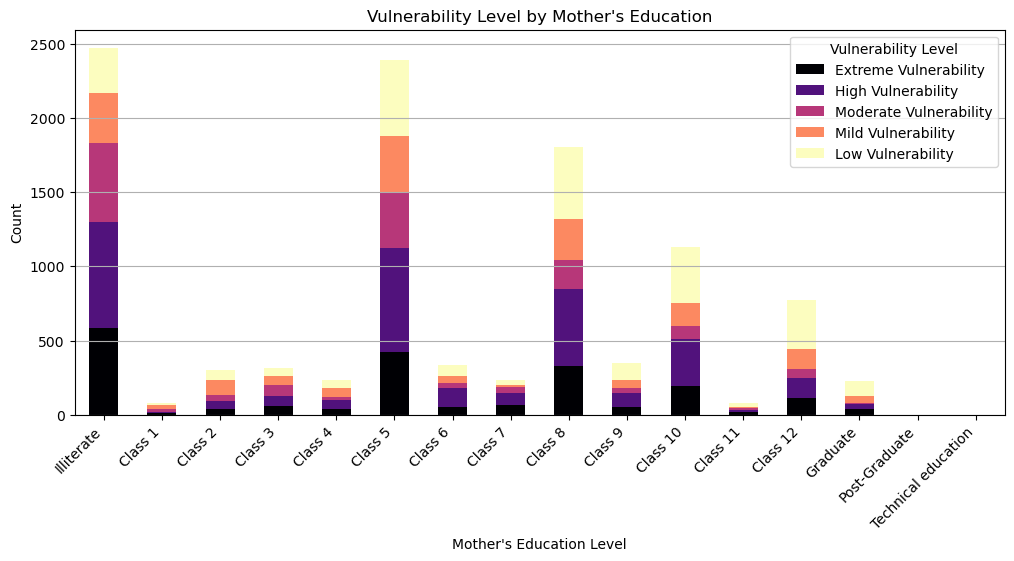 Vulnerability Level by Mother's Education
2500
2000
1500
1000
500
0
Count
Vulnerability Level
Extreme Vulnerability
High Vulnerability
Moderate Vulnerability
Mild Vulnerability
Low Vulnerability
Illiterate
Class 1
Class 2
Class 3
Class 4
Class 5
Class 6
Class 7
Class 8
Class 9
Class 10
Class 11
Class 12
Graduate
Post-Graduate
Technical education
Mother's Education Level